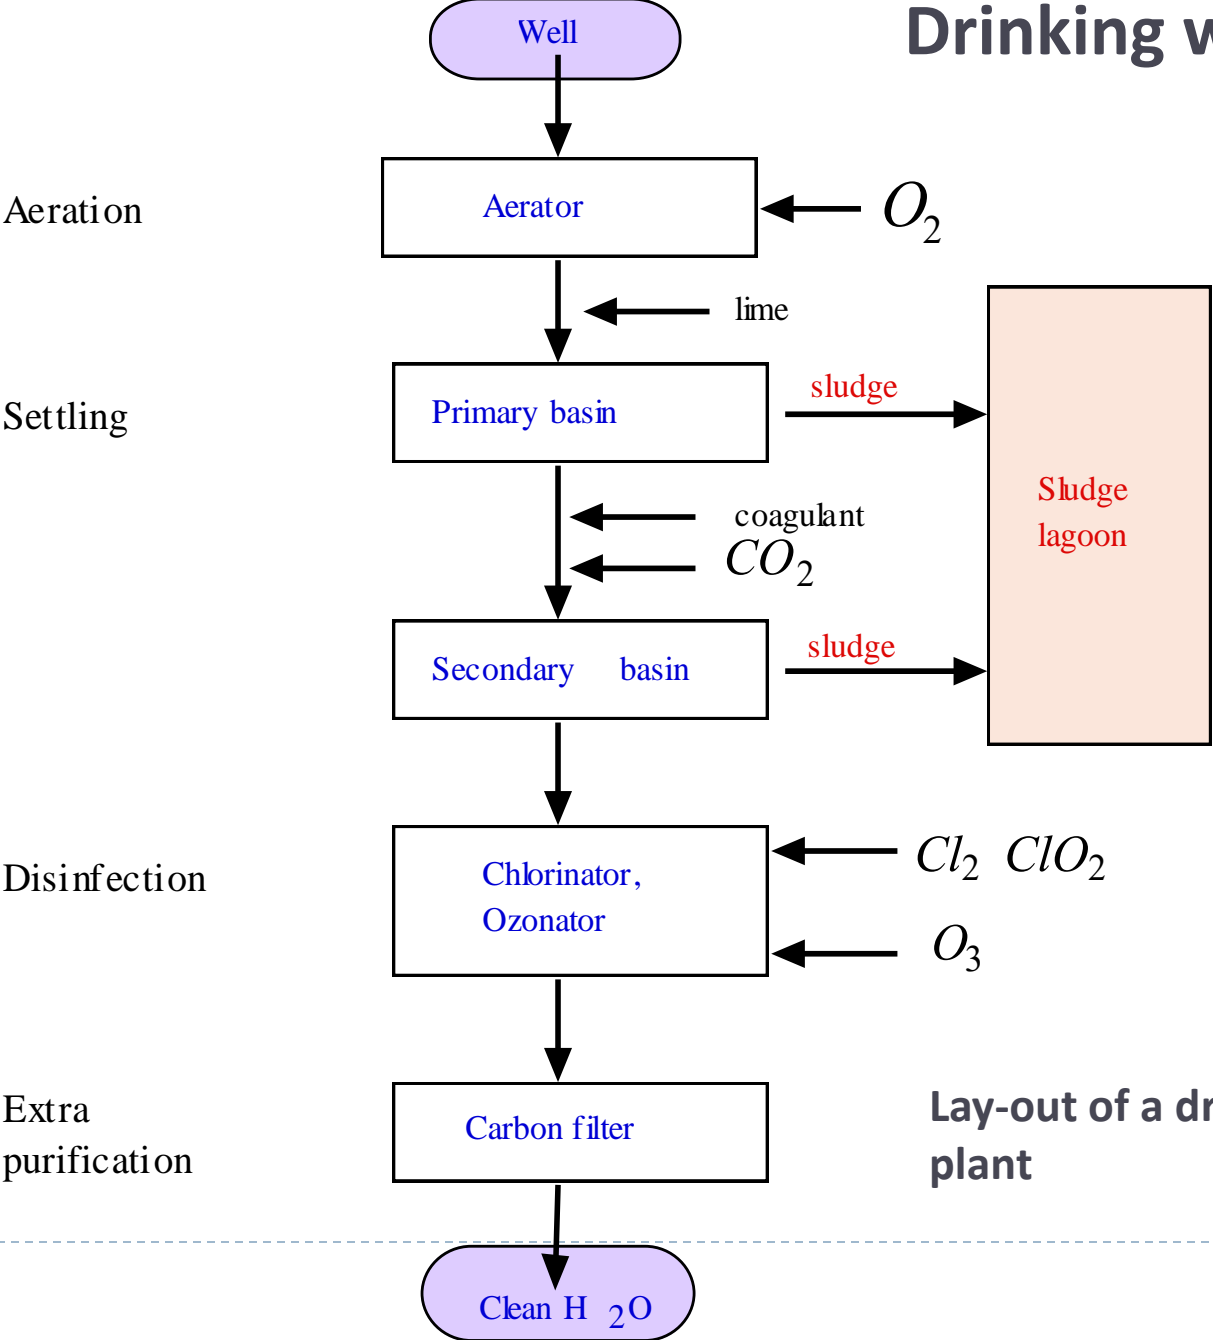 Drinking w
Well
Aeration
Aerator
O2
lime
Settling
Primary basin
sludge
Sludge
lagoon
coagulant
CO2
Secondary basin
sludge
Disinfection
Chlorinator,
Ozonator
Cl2 ClO2
O3
Extra
purification
Carbon filter
Lay-out of a dr
plant
Clean H 2O